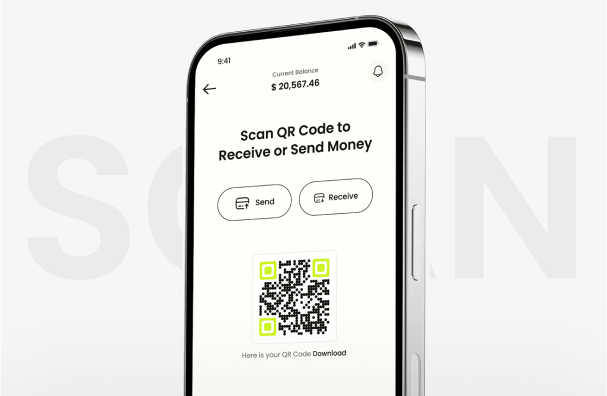 SCAN
9:41
Current Balance
$ 20,567.46
Scan QR Code to
Receive or Send Money
Send
Receive
Here is your QR Code Download